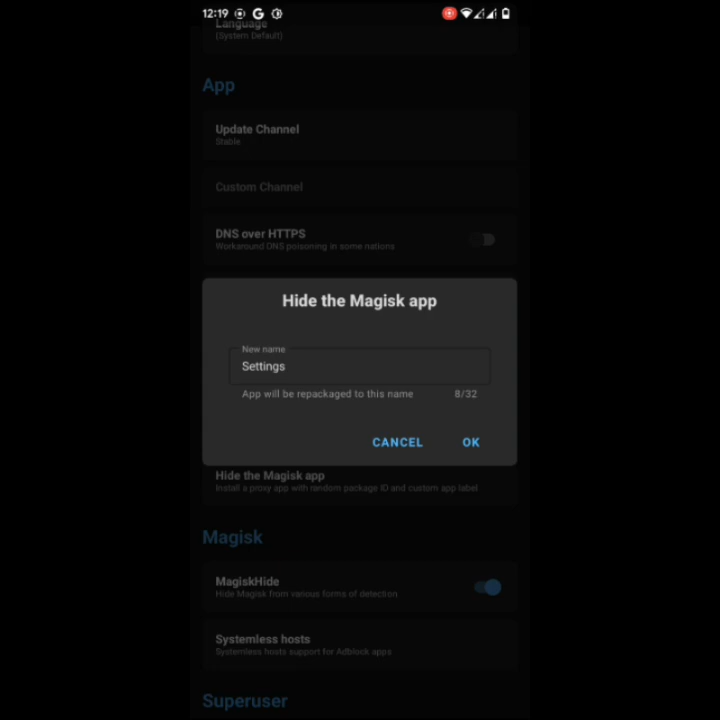 12:19
Language
(System Default)
App
Update Channel
Stable
Custom Channel
DNS over HTTPS
Workaround DNS poisoning in some nations
Hide the Magisk app
New name
Settings
App will be repackaged to this name 8/32
CANCEL OK
Hide the Magisk app
Install a proxy app with random package ID and custom app label
Magisk
MagiskHide
Hide Magisk from various forms of detection
Systemless hosts
Systemless hosts support for Adblock apps
Superuser